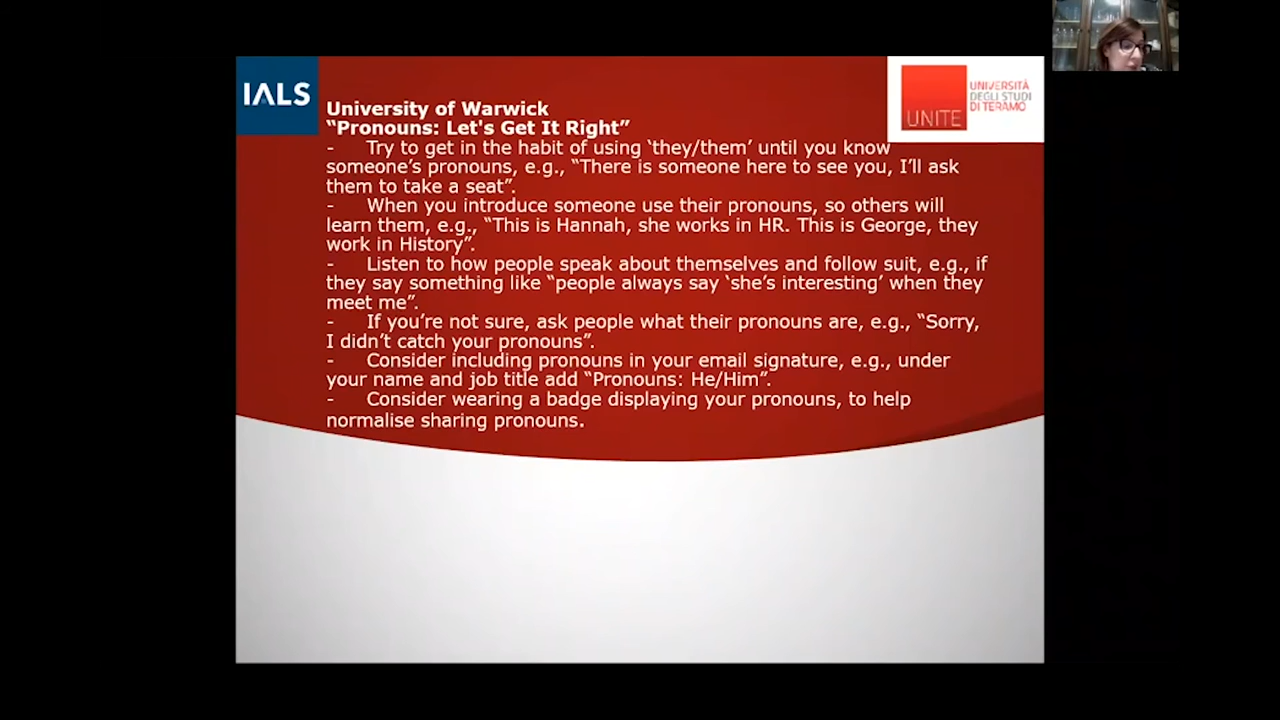 IALS
UNIVERSITÀ
DEGLI STUDI
DI TERAMO
UNITE
University of Warwick
“Pronouns: Let's Get It Right”
- Try to get in the habit of using ‘they/them’ until you know
someone’s pronouns, e.g., “There is someone here to see you, I’ll ask
them to take a seat”.
- When you introduce someone use their pronouns, so others will
learn them, e.g., “This is Hannah, she works in HR. This is George, they
work in History”.
- Listen to how people speak about themselves and follow suit, e.g., if
they say something like “people always say ‘she’s interesting’ when they
meet me”.
- If you’re not sure, ask people what their pronouns are, e.g., “Sorry,
I didn’t catch your pronouns”.
- Consider including pronouns in your email signature, e.g., under
your name and job title add “Pronouns: He/Him”.
- Consider wearing a badge displaying your pronouns, to help
normalise sharing pronouns.